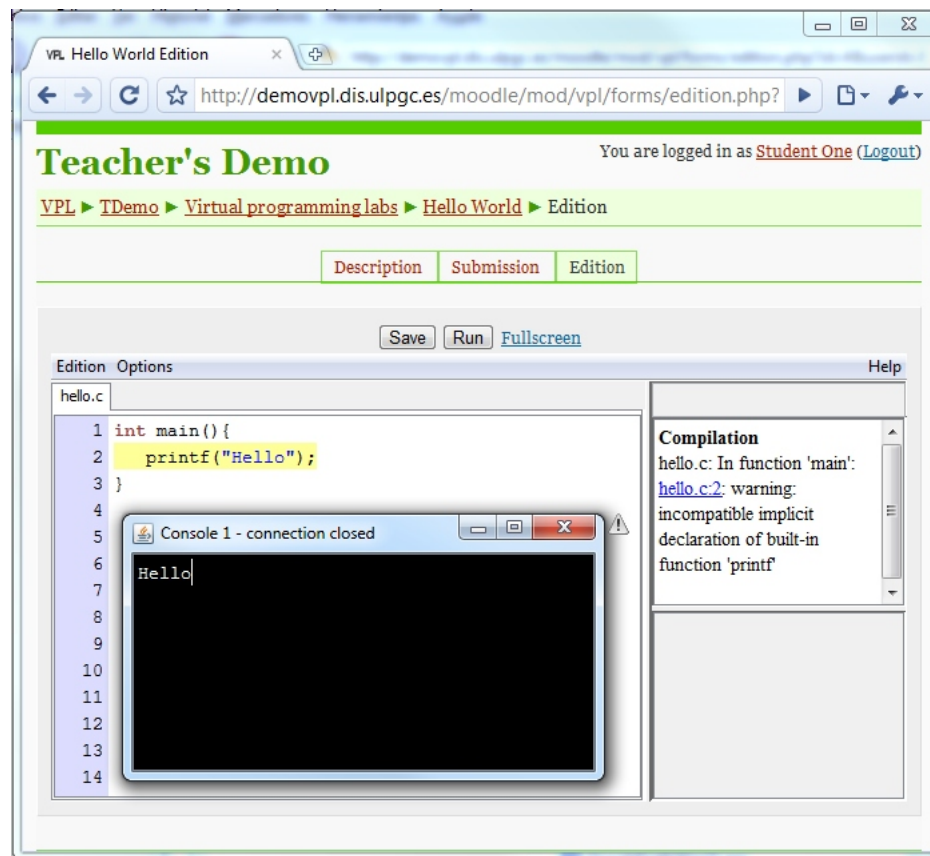 VPL Hello World Edition
http://demovpl.dis.ulpgc.es/moodle/mod/vpl/forms/edition.php?
Teacher's Demo
You are logged in as Student One (Logout)
VPL ► TDemo ► Virtual programming labs ► Hello World ► Edition
Description Submission Edition
Save Run Fullscreen
Edition Options Help
hello.c
1 int main(){
2 printf("Hello");
3 }
4
5
6
7
8
9
10
11
12
13
14
Console 1 - connection closed
Hello
Compilation
hello.c: In function 'main':
hello.c:2: warning:
incompatible implicit
declaration of built-in
function 'printf'